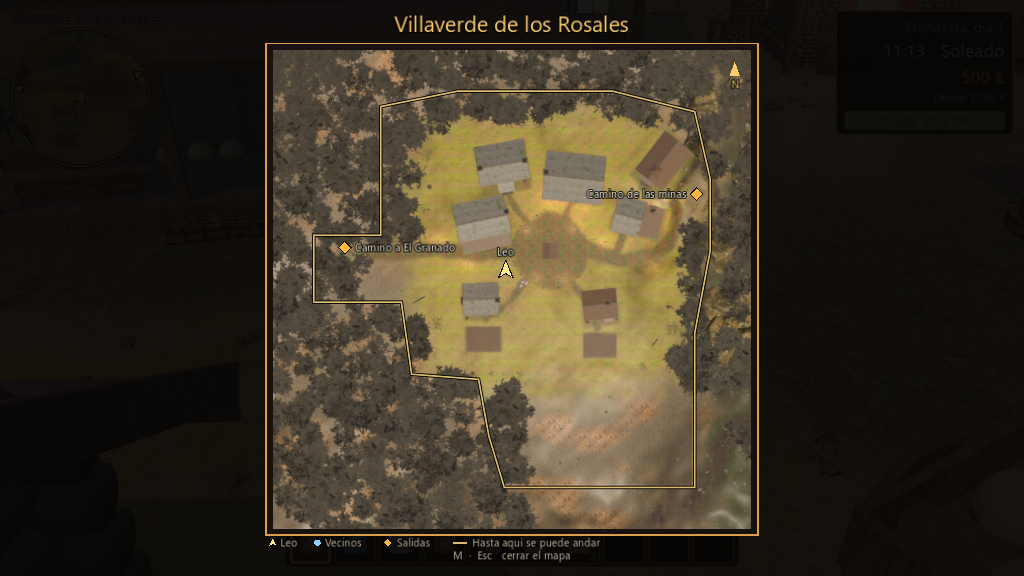 Villaverde de los Rosales
Primavera, día 1
11:13 Soleado
500 €
N
Camino de las minas
Camino a El Granado
Leo
Leo
Vecinos
Salidas
Hasta aquí se puede andar
M · Esc cerrar el mapa